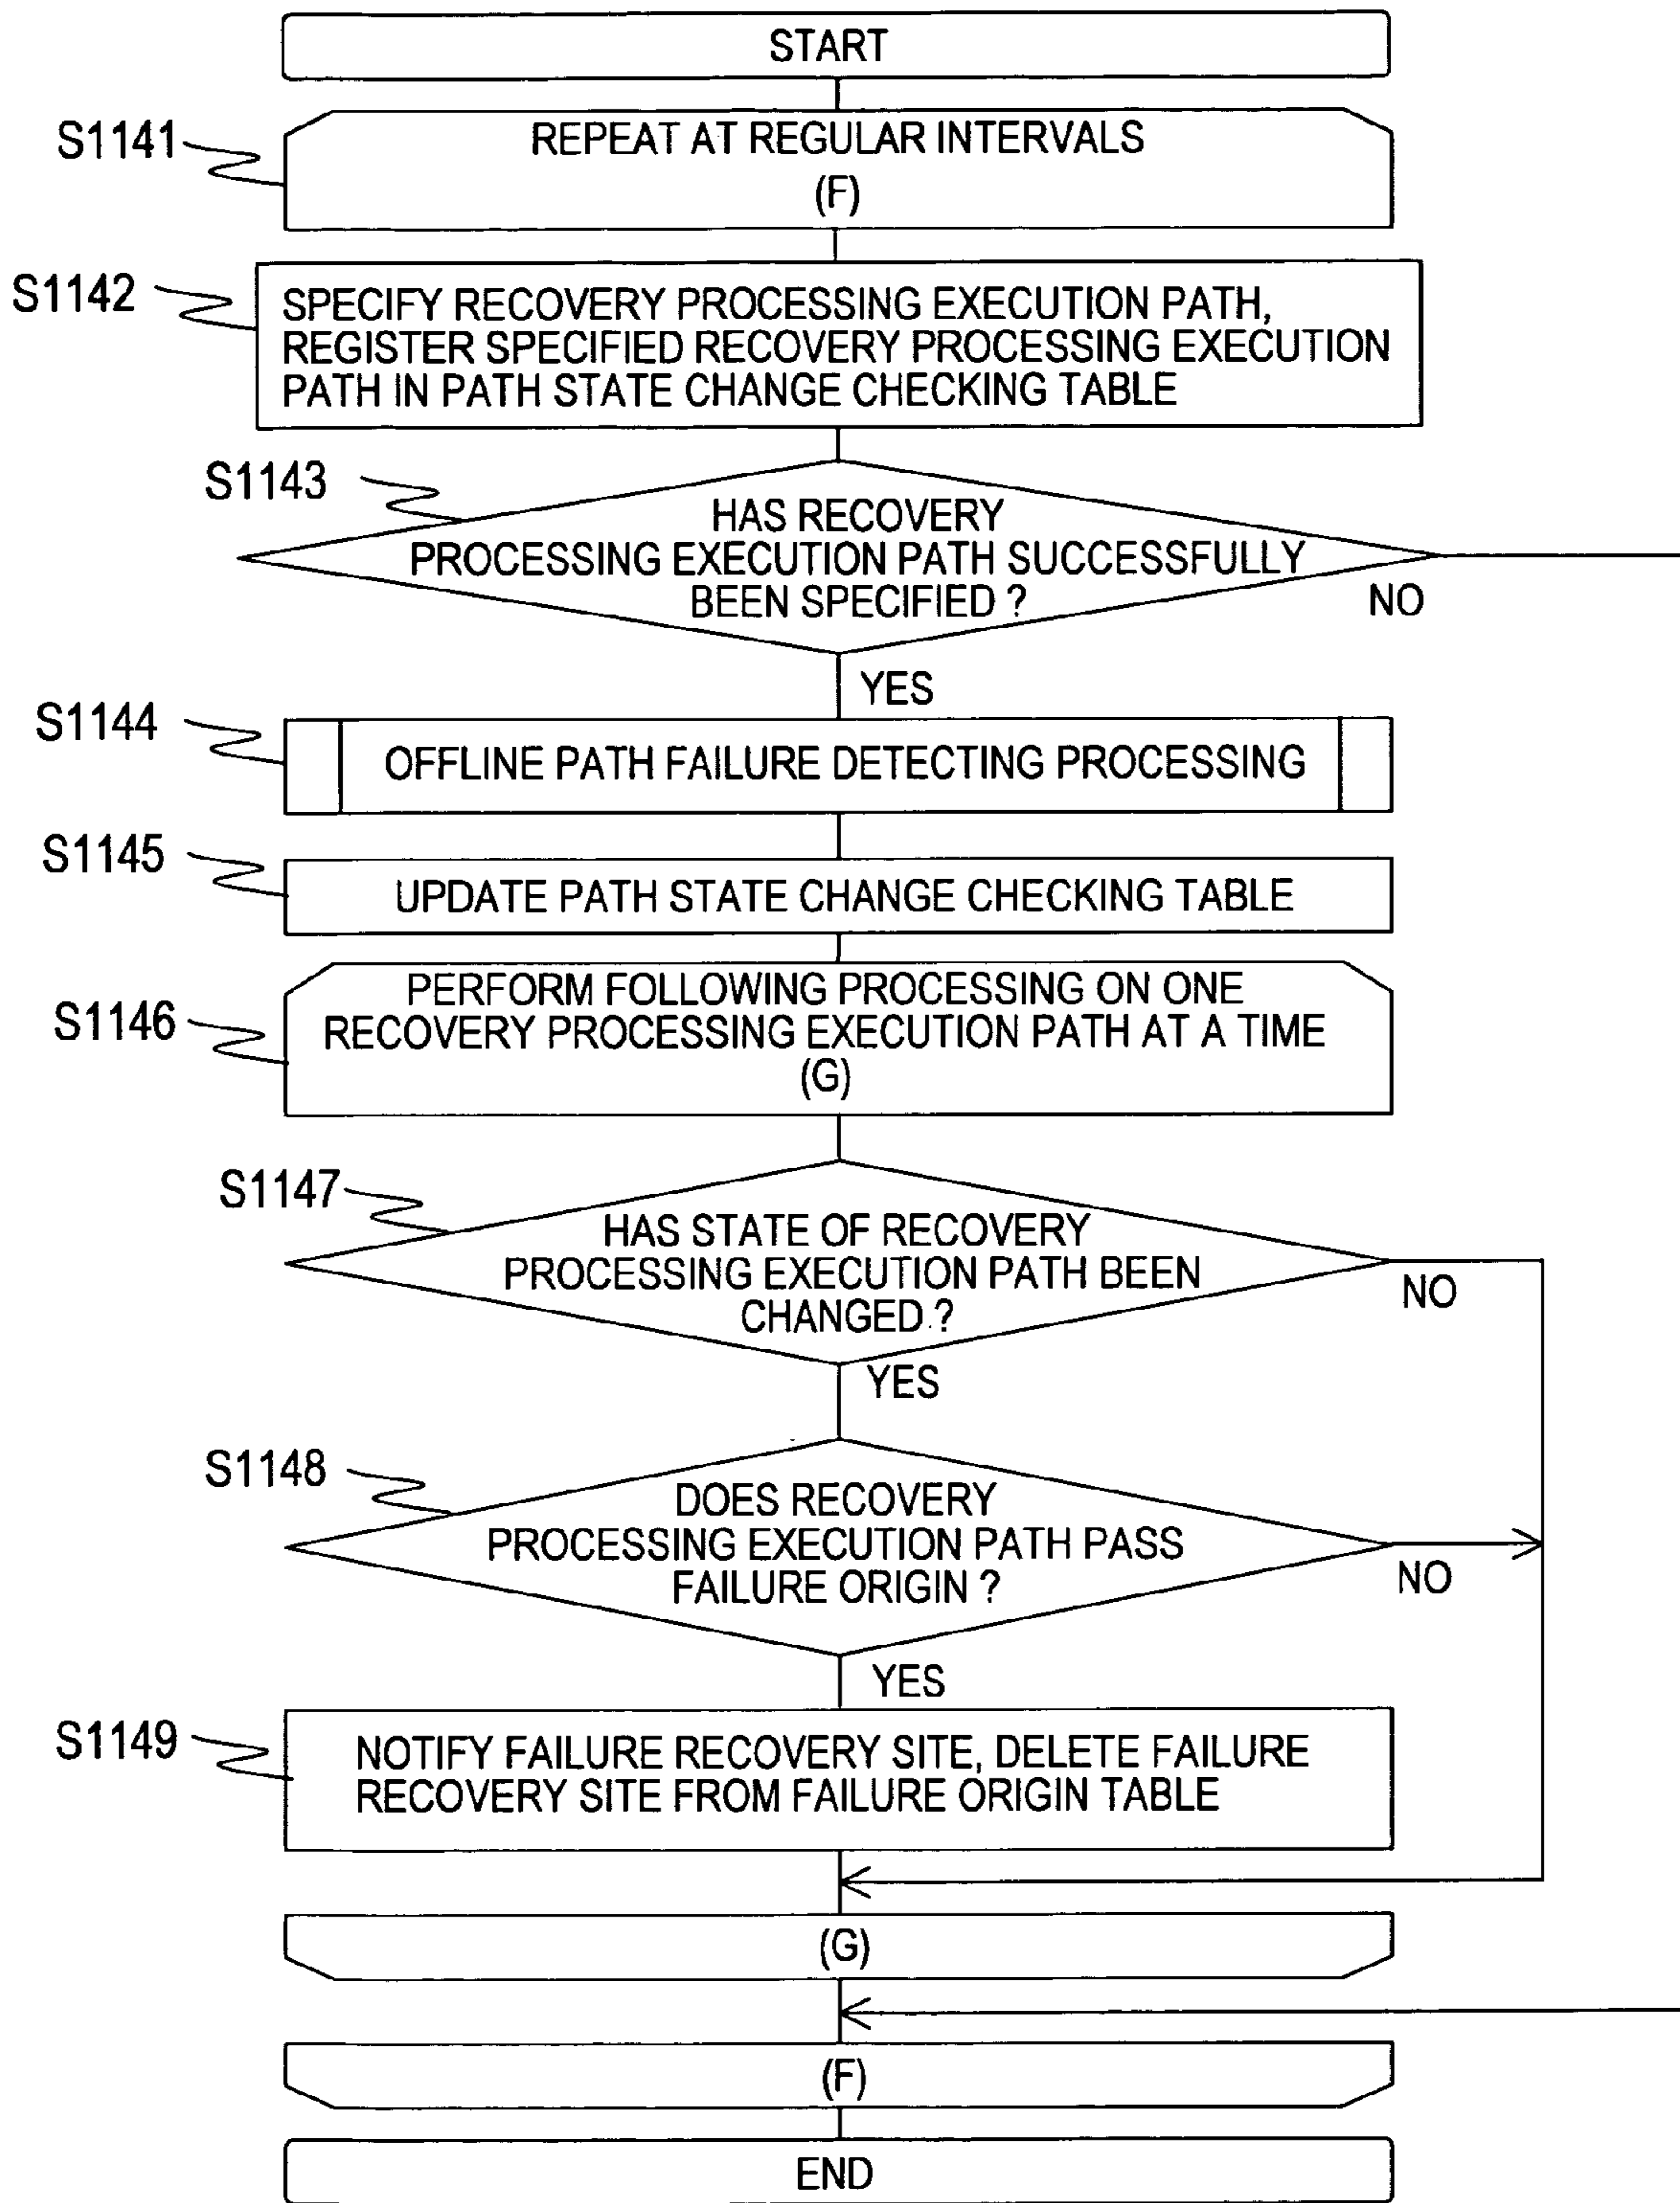 START
S1141
REPEAT AT REGULAR INTERVALS
(F)
S1142
SPECIFY RECOVERY PROCESSING EXECUTION PATH,
REGISTER SPECIFIED RECOVERY PROCESSING EXECUTION
PATH IN PATH STATE CHANGE CHECKING TABLE
S1143
HAS RECOVERY
PROCESSING EXECUTION PATH SUCCESSFULLY
BEEN SPECIFIED ?
NO
YES
S1144
OFFLINE PATH FAILURE DETECTING PROCESSING
S1145
UPDATE PATH STATE CHANGE CHECKING TABLE
S1146
PERFORM FOLLOWING PROCESSING ON ONE
RECOVERY PROCESSING EXECUTION PATH AT A TIME
(G)
S1147
HAS STATE OF RECOVERY
PROCESSING EXECUTION PATH BEEN
CHANGED ?
NO
YES
S1148
DOES RECOVERY
PROCESSING EXECUTION PATH PASS
FAILURE ORIGIN ?
NO
YES
S1149
NOTIFY FAILURE RECOVERY SITE, DELETE FAILURE
RECOVERY SITE FROM FAILURE ORIGIN TABLE
(G)
(F)
END